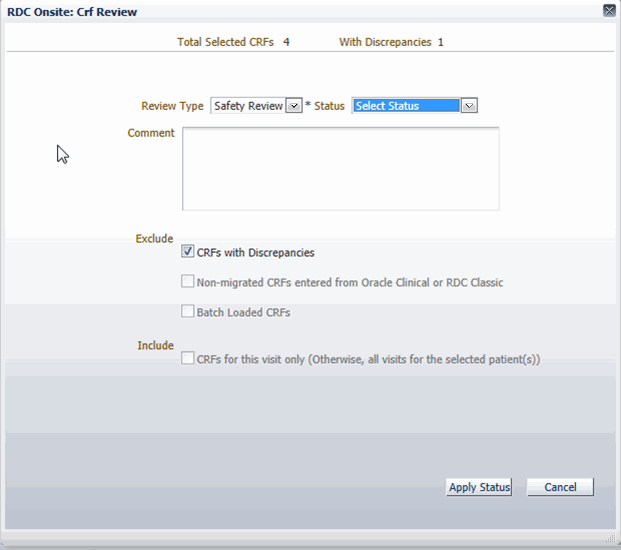 RDC Onsite: Crf Review
Total Selected CRFs 4 With Discrepancies 1
Review Type Safety Review * Status Select Status
Comment
Exclude
CRFs with Discrepancies
Non-migrated CRFs entered from Oracle Clinical or RDC Classic
Batch Loaded CRFs
Include
CRFs for this visit only (Otherwise, all visits for the selected patient(s))
Apply Status Cancel